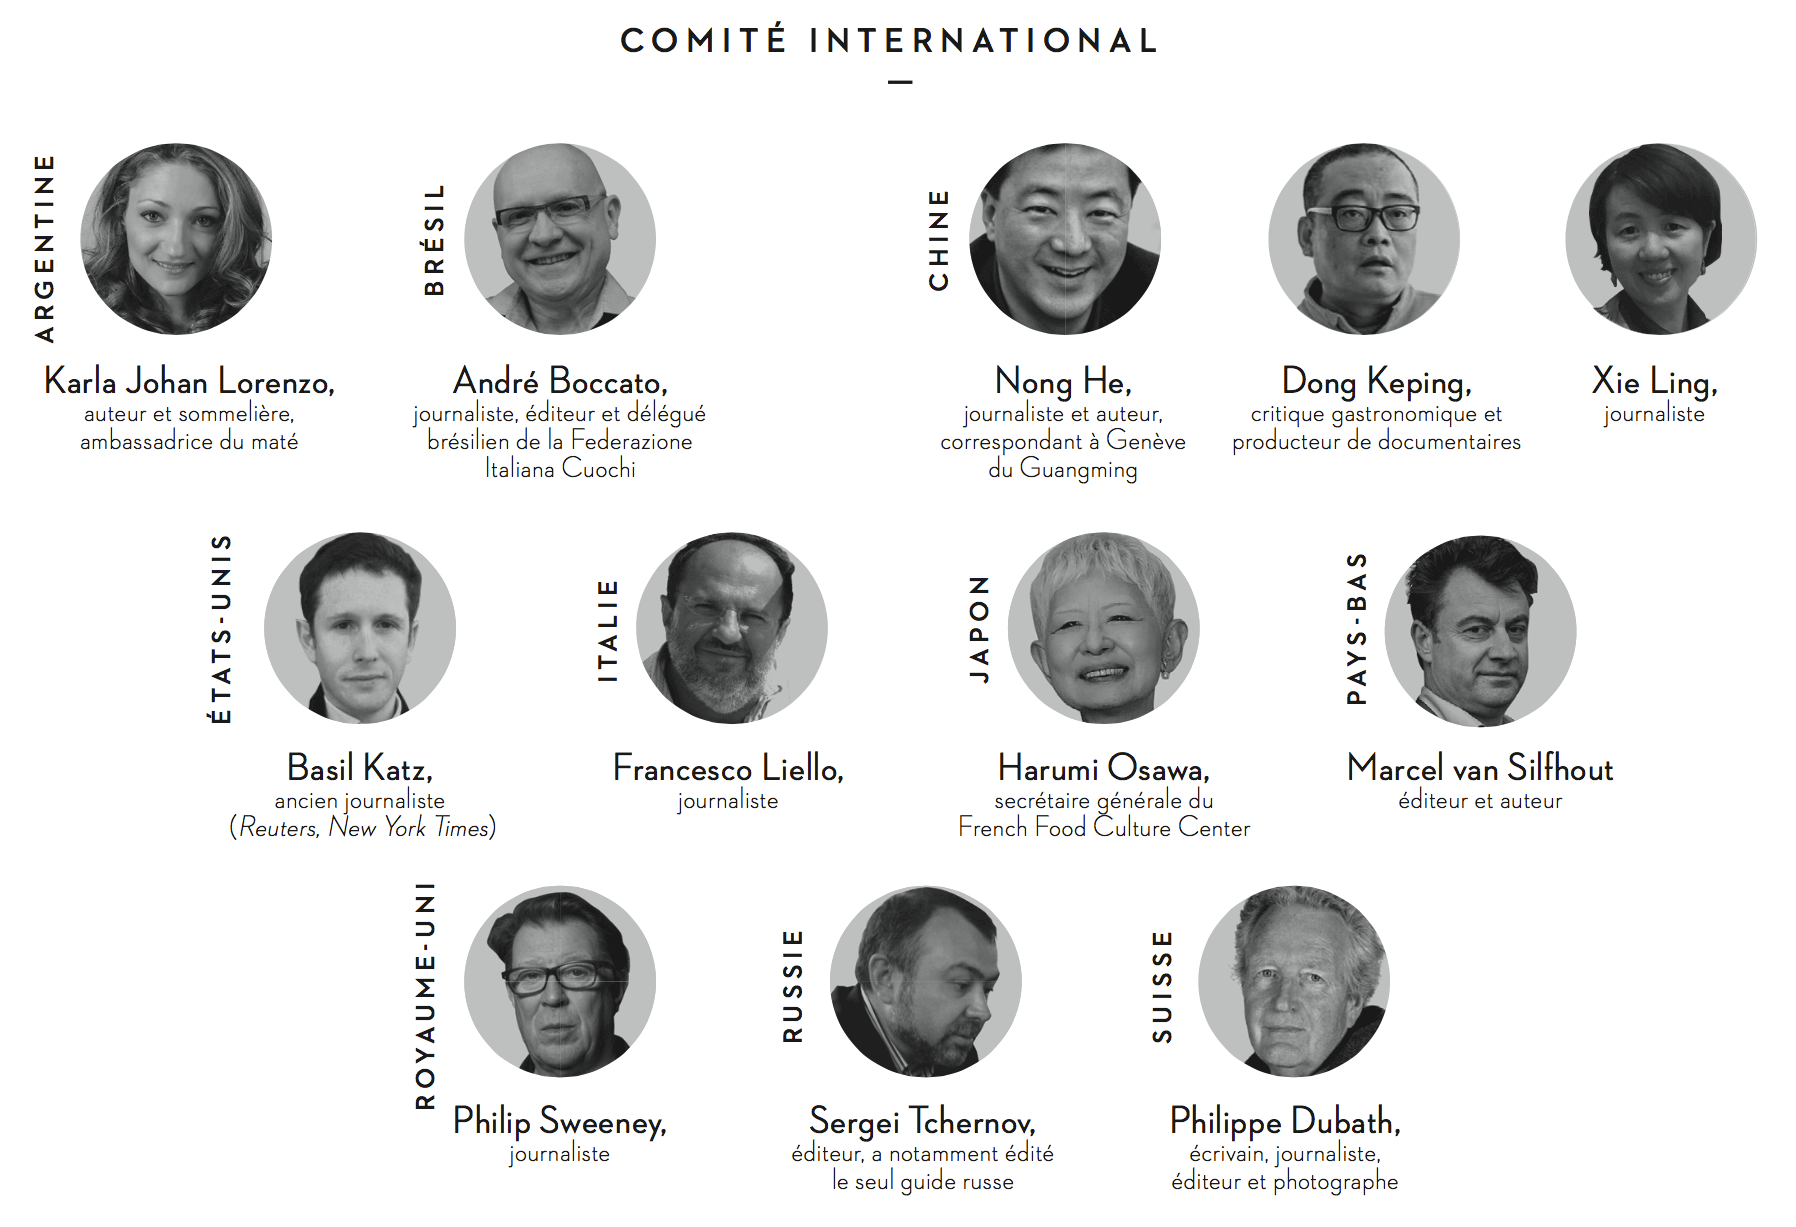 COMITÉ INTERNATIONAL
ARGENTINE
Karla Johan Lorenzo,
auteur et sommelière,
ambassadrice du maté
BRÉSIL
André Boccato,
journaliste, éditeur et délégué
brésilien de la Federazione
Italiana Cuochi
CHINE
Nong He,
journaliste et auteur,
correspondant à Genève
du Guangming
Dong Keping,
critique gastronomique et
producteur de documentaires
Xie Ling,
journaliste
ÉTATS-UNIS
Basil Katz,
ancien journaliste
(Reuters, New York Times)
ITALIE
Francesco Liello,
journaliste
JAPON
Harumi Osawa,
secrétaire générale du
French Food Culture Center
PAYS-BAS
Marcel van Silfhout
éditeur et auteur
ROYAUME-UNI
Philip Sweeney,
journaliste
RUSSIE
Sergei Tchernov,
éditeur, a notamment édité
le seul guide russe
SUISSE
Philippe Dubath,
écrivain, journaliste,
éditeur et photographe